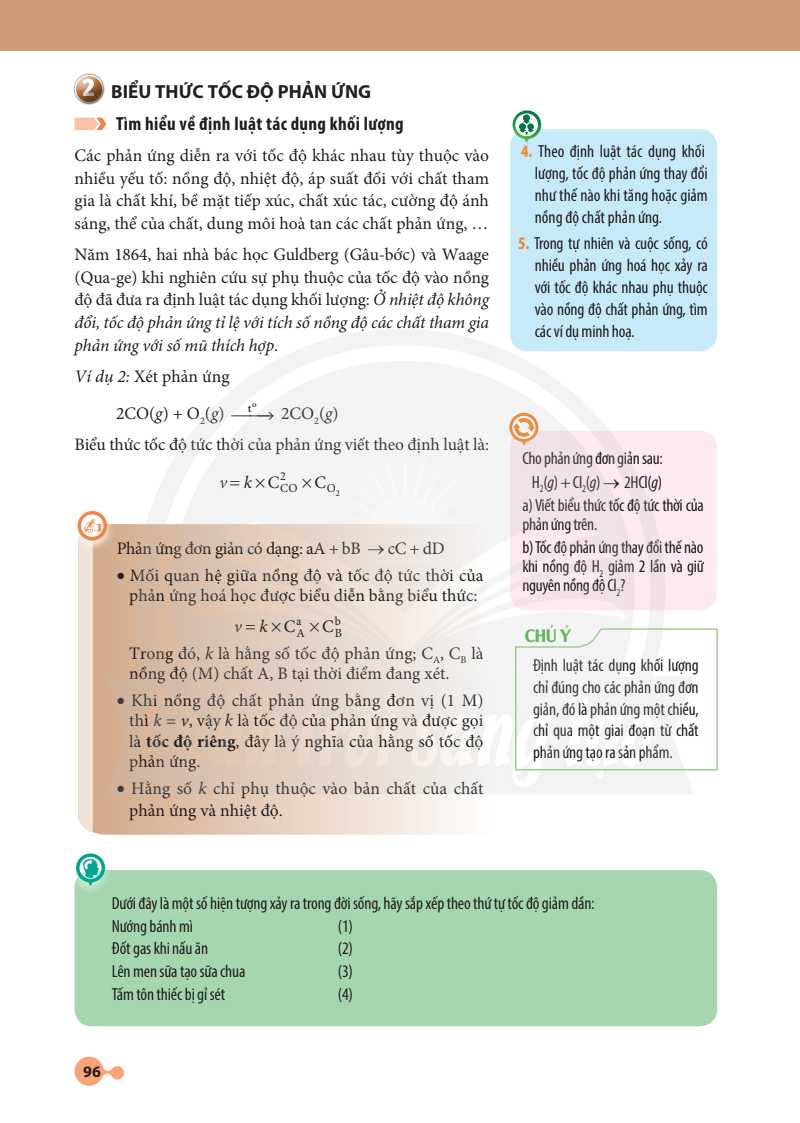 2 BIỂU THỨC TỐC ĐỘ PHẢN ỨNG
Tìm hiểu về định luật tác dụng khối lượng
Các phản ứng diễn ra với tốc độ khác nhau tùy thuộc vào
nhiều yếu tố: nồng độ, nhiệt độ, áp suất đối với chất tham
gia là chất khí, bề mặt tiếp xúc, chất xúc tác, cường độ ánh
sáng, thể của chất, dung môi hoà tan các chất phản ứng, …
Năm 1864, hai nhà bác học Guldberg (Gâu-bớc) và Waage
(Qua-ge) khi nghiên cứu sự phụ thuộc của tốc độ vào nồng
độ đã đưa ra định luật tác dụng khối lượng: Ở nhiệt độ không
đổi, tốc độ phản ứng tỉ lệ với tích số nồng độ các chất tham gia
phản ứng với số mũ thích hợp.
Ví dụ 2: Xét phản ứng
2CO(g) + O₂(g) —tº→ 2CO₂(g)
Biểu thức tốc độ tức thời của phản ứng viết theo định luật là:
v = k × C²_CO × C_O₂
Phản ứng đơn giản có dạng: aA + bB → cC + dD
• Mối quan hệ giữa nồng độ và tốc độ tức thời của
phản ứng hoá học được biểu diễn bằng biểu thức:
v = k × Cᵃ_A × Cᵇ_B
Trong đó, k là hằng số tốc độ phản ứng; C_A, C_B là
nồng độ (M) chất A, B tại thời điểm đang xét.
• Khi nồng độ chất phản ứng bằng đơn vị (1 M)
thì k = v, vậy k là tốc độ của phản ứng và được gọi
là tốc độ riêng, đây là ý nghĩa của hằng số tốc độ
phản ứng.
• Hằng số k chỉ phụ thuộc vào bản chất của chất
phản ứng và nhiệt độ.
4. Theo định luật tác dụng khối
lượng, tốc độ phản ứng thay đổi
như thế nào khi tăng hoặc giảm
nồng độ chất phản ứng.
5. Trong tự nhiên và cuộc sống, có
nhiều phản ứng hoá học xảy ra
với tốc độ khác nhau phụ thuộc
vào nồng độ chất phản ứng, tìm
các ví dụ minh hoạ.
Cho phản ứng đơn giản sau:
H₂(g) + Cl₂(g) → 2HCl(g)
a) Viết biểu thức tốc độ tức thời của
phản ứng trên.
b) Tốc độ phản ứng thay đổi thế nào
khi nồng độ H₂ giảm 2 lần và giữ
nguyên nồng độ Cl₂?
CHÚ Ý
Định luật tác dụng khối lượng
chỉ đúng cho các phản ứng đơn
giản, đó là phản ứng một chiều,
chỉ qua một giai đoạn từ chất
phản ứng tạo ra sản phẩm.
Dưới đây là một số hiện tượng xảy ra trong đời sống, hãy sắp xếp theo thứ tự tốc độ giảm dần:
Nướng bánh mì (1)
Đốt gas khi nấu ăn (2)
Lên men sữa tạo sữa chua (3)
Tấm tôn thiếc bị gỉ sét (4)
96